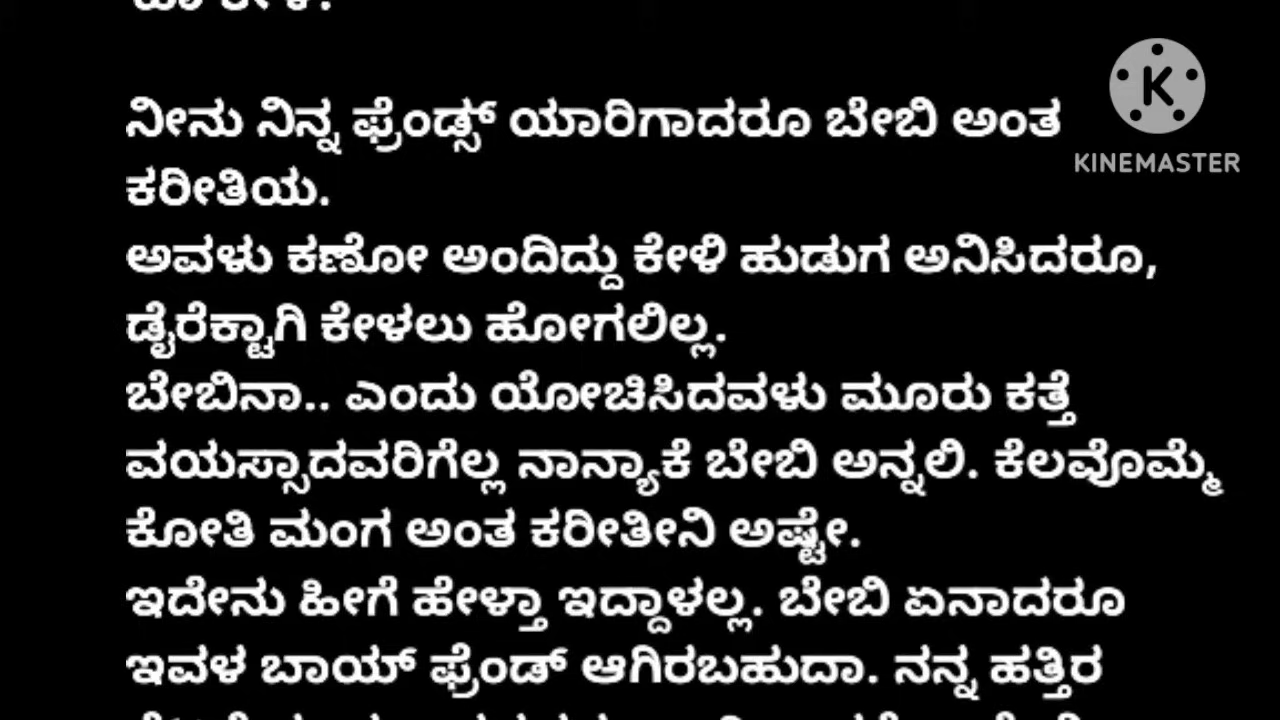 ನೀನು ನಿನ್ನ ಫ್ರೆಂಡ್ಸ್ ಯಾರಿಗಾದರೂ ಬೇಬಿ ಅಂತ
ಕರೀತಿಯ.
ಅವಳು ಕಣೋ ಅಂದಿದ್ದು ಕೇಳಿ ಹುಡುಗ ಅನಿಸಿದರೂ,
ಡೈರೆಕ್ಟಾಗಿ ಕೇಳಲು ಹೋಗಲಿಲ್ಲ.
ಬೇಬಿನಾ.. ಎಂದು ಯೋಚಿಸಿದವಳು ಮೂರು ಕತ್ತೆ
ವಯಸ್ಸಾದವರಿಗೆಲ್ಲ ನಾನ್ಯಾಕೆ ಬೇಬಿ ಅನ್ನಲಿ. ಕೆಲವೊಮ್ಮೆ
ಕೋತಿ ಮಂಗ ಅಂತ ಕರೀತೀನಿ ಅಷ್ಟೇ.
ಇದೇನು ಹೀಗೆ ಹೇಳ್ತಾ ಇದ್ದಾಳಲ್ಲ. ಬೇಬಿ ಏನಾದರೂ
ಇವಳ ಬಾಯ್ ಫ್ರೆಂಡ್ ಆಗಿರಬಹುದಾ. ನನ್ನ ಹತ್ತಿರ
KINEMASTER